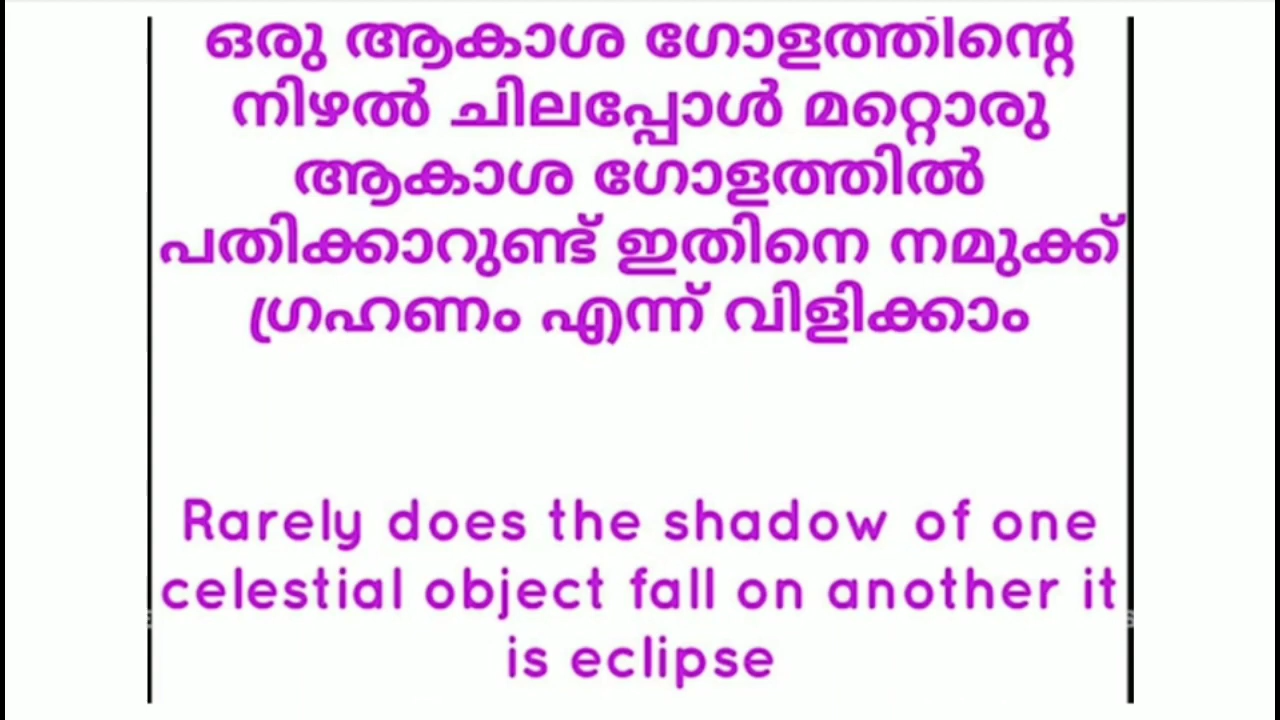 ഒരു ആകാശ ഗോളത്തിന്റെ
നിഴൽ ചിലപ്പോൾ മറ്റൊരു
ആകാശ ഗോളത്തിൽ
പതിക്കാറുണ്ട് ഇതിനെ നമുക്ക്
ഗ്രഹണം എന്ന് വിളിക്കാം
Rarely does the shadow of one
celestial object fall on another it
is eclipse